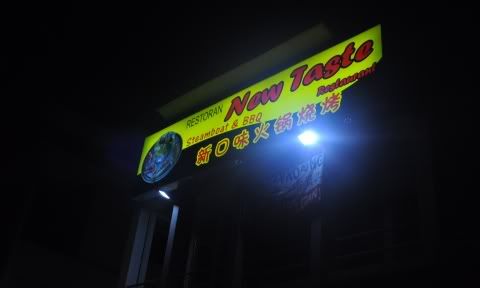 RESTORAN New Taste
Steamboat & BBQ Restaurant
新口味火锅烧烤